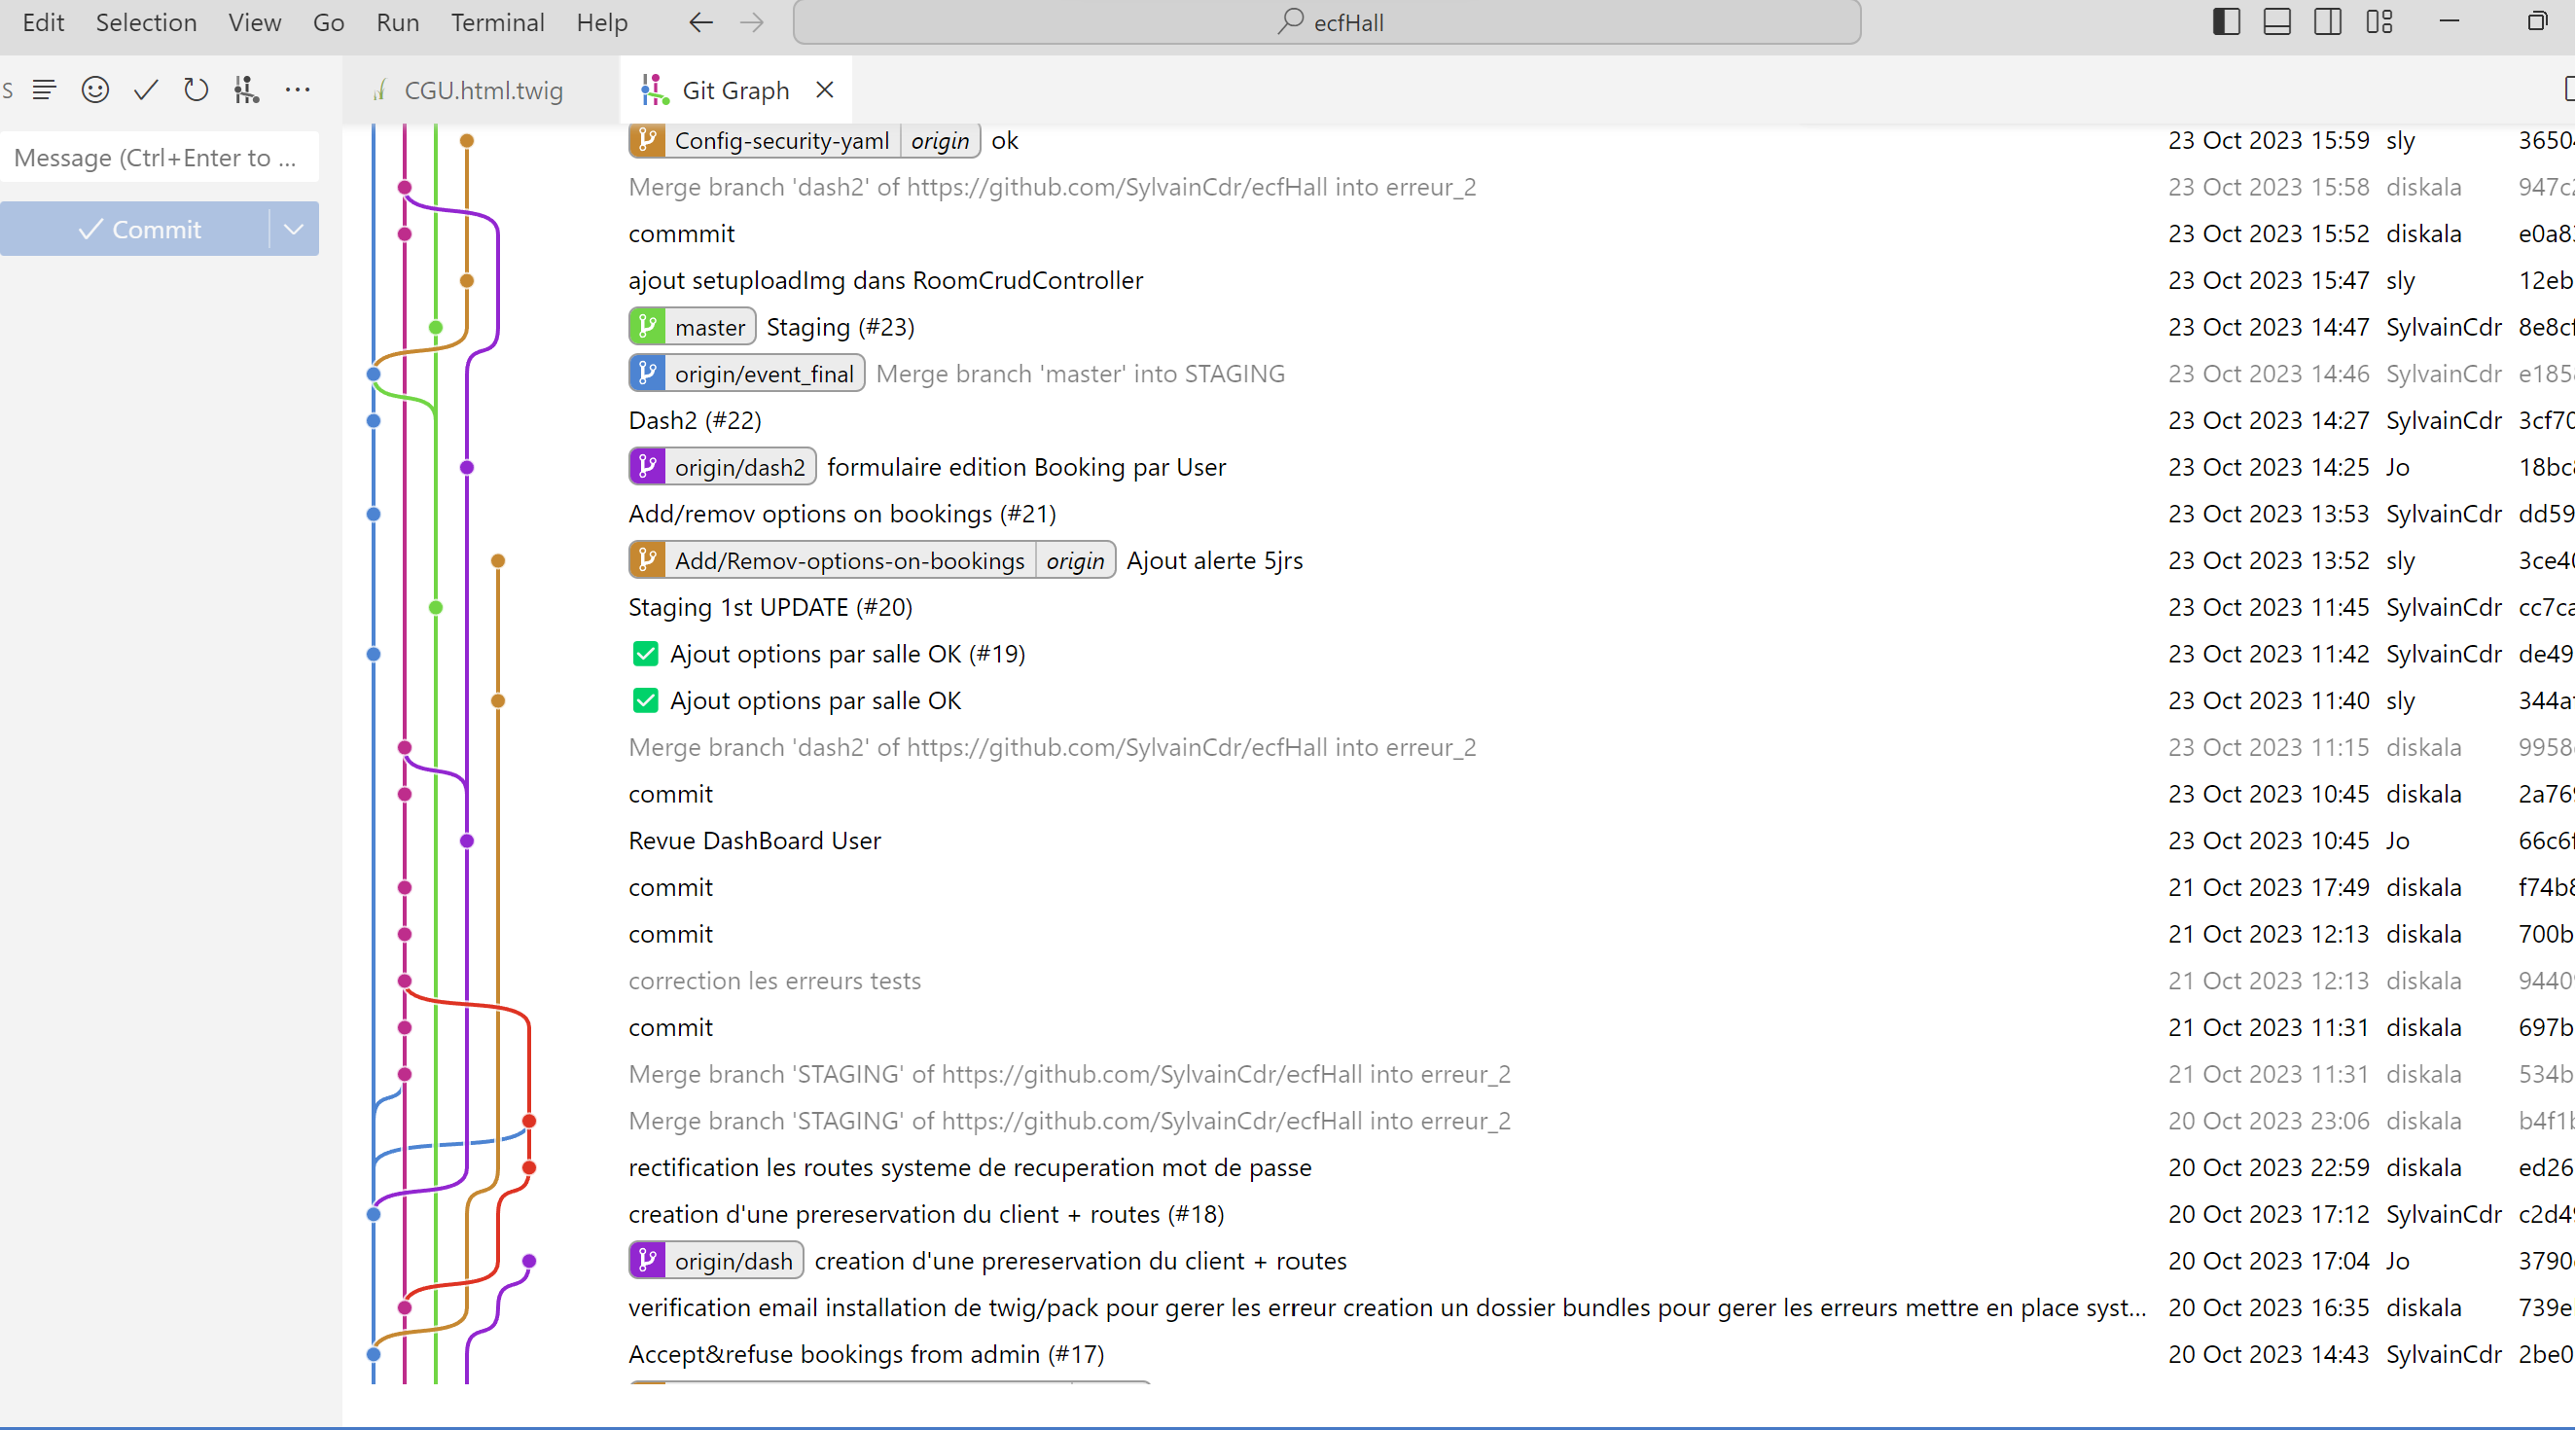 Edit Selection View Go Run Terminal Help ecfHall
S CGU.html.twig Git Graph
Message (Ctrl+Enter to ...
Commit
Config-security-yaml origin ok 23 Oct 2023 15:59 sly 3650
Merge branch 'dash2' of https://github.com/SylvainCdr/ecfHall into erreur_2 23 Oct 2023 15:58 diskala 947c
commmit 23 Oct 2023 15:52 diskala e0a8
ajout setuploadImg dans RoomCrudController 23 Oct 2023 15:47 sly 12eb
master Staging (#23) 23 Oct 2023 14:47 SylvainCdr 8e8cf
origin/event_final Merge branch 'master' into STAGING 23 Oct 2023 14:46 SylvainCdr e185
Dash2 (#22) 23 Oct 2023 14:27 SylvainCdr 3cf70
origin/dash2 formulaire edition Booking par User 23 Oct 2023 14:25 Jo 18bc
Add/remov options on bookings (#21) 23 Oct 2023 13:53 SylvainCdr dd59
Add/Remov-options-on-bookings origin Ajout alerte 5jrs 23 Oct 2023 13:52 sly 3ce40
Staging 1st UPDATE (#20) 23 Oct 2023 11:45 SylvainCdr cc7ca
✅ Ajout options par salle OK (#19) 23 Oct 2023 11:42 SylvainCdr de49
✅ Ajout options par salle OK 23 Oct 2023 11:40 sly 344a
Merge branch 'dash2' of https://github.com/SylvainCdr/ecfHall into erreur_2 23 Oct 2023 11:15 diskala 9958
commit 23 Oct 2023 10:45 diskala 2a76
Revue DashBoard User 23 Oct 2023 10:45 Jo 66c6f
commit 21 Oct 2023 17:49 diskala f74b8
commit 21 Oct 2023 12:13 diskala 700b
correction les erreurs tests 21 Oct 2023 12:13 diskala 9440
commit 21 Oct 2023 11:31 diskala 697b
Merge branch 'STAGING' of https://github.com/SylvainCdr/ecfHall into erreur_2 21 Oct 2023 11:31 diskala 534b
Merge branch 'STAGING' of https://github.com/SylvainCdr/ecfHall into erreur_2 20 Oct 2023 23:06 diskala b4f1b
rectification les routes systeme de recuperation mot de passe 20 Oct 2023 22:59 diskala ed26
creation d'une prereservation du client + routes (#18) 20 Oct 2023 17:12 SylvainCdr c2d4
origin/dash creation d'une prereservation du client + routes 20 Oct 2023 17:04 Jo 3790
verification email installation de twig/pack pour gerer les erreur creation un dossier bundles pour gerer les erreurs mettre en place syst... 20 Oct 2023 16:35 diskala 739e
Accept&refuse bookings from admin (#17) 20 Oct 2023 14:43 SylvainCdr 2be0